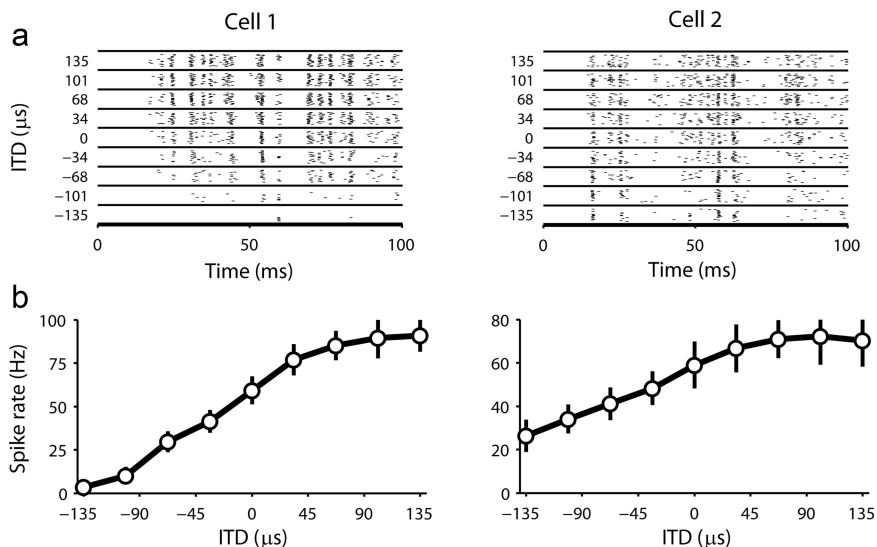 Cell 1
Cell 2
a
ITD (μs)
135
101
68
34
0
−34
−68
−101
−135
0 50 100
Time (ms)
0 50 100
Time (ms)
135
101
68
34
0
−34
−68
−101
−135
b
Spike rate (Hz)
100
75
50
25
0
−135 −90 −45 0 45 90 135
ITD (μs)
80
60
40
20
0
−135 −90 −45 0 45 90 135
ITD (μs)